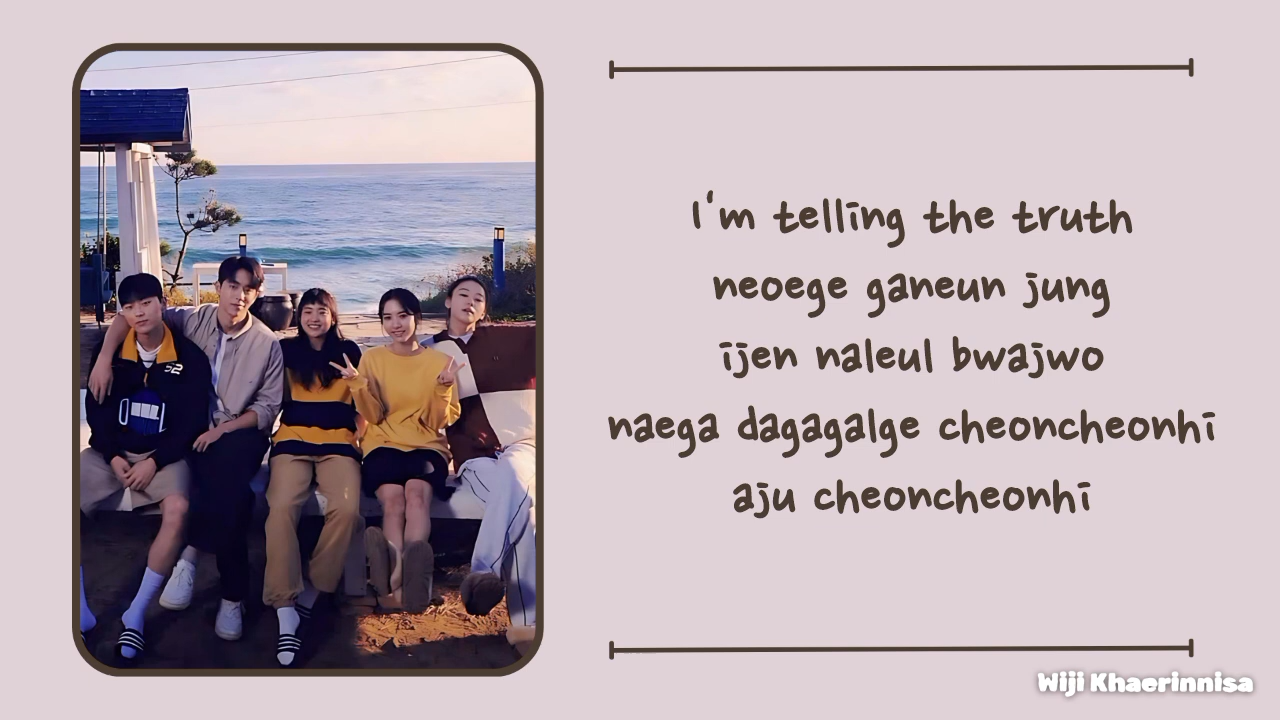 I'm telling the truth
neoege ganeun jung
ijen naleul bwajwo
naega dagagalge cheoncheonhi
aju cheoncheonhi
Wiji Khaerinnisa